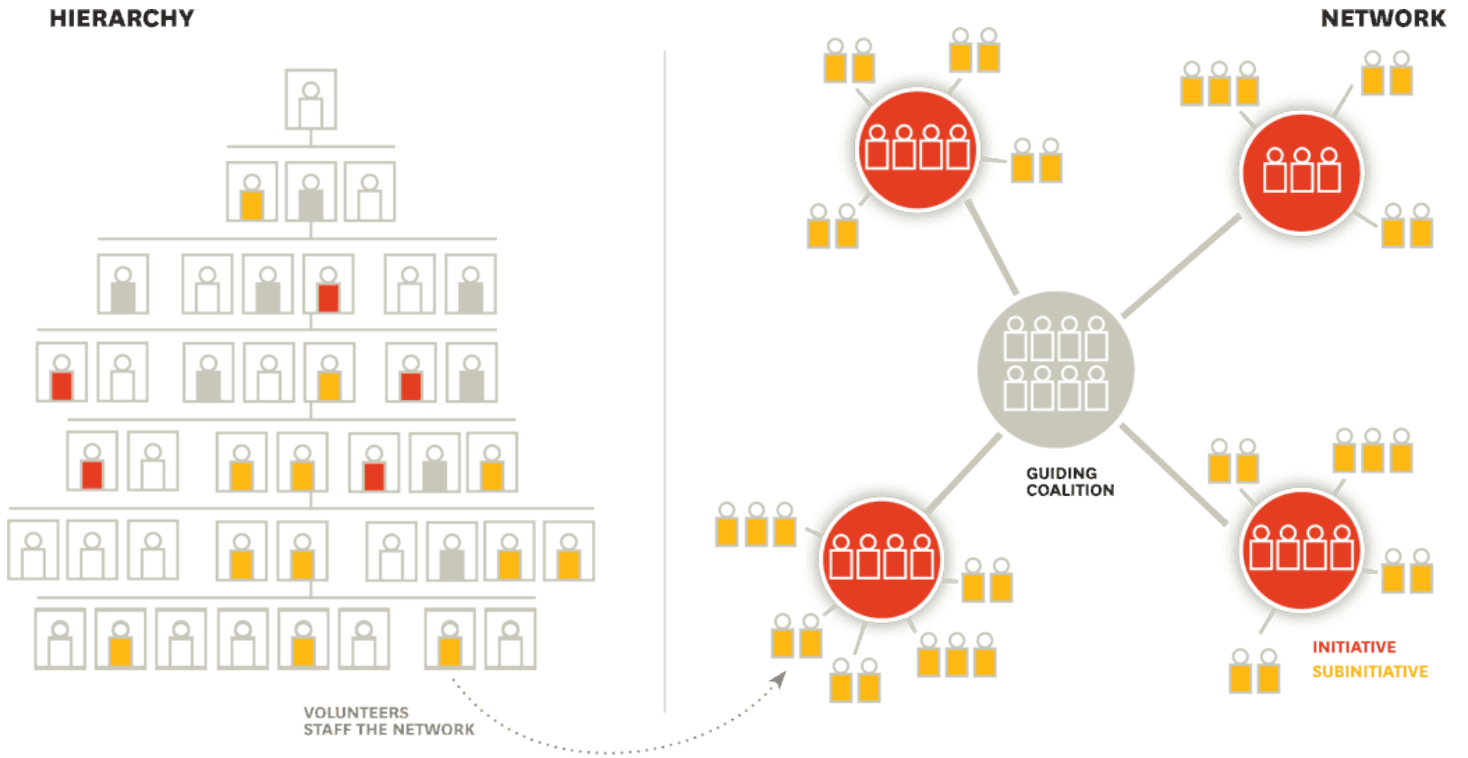 HIERARCHY
NETWORK
GUIDING
COALITION
INITIATIVE
SUBINITIATIVE
VOLUNTEERS
STAFF THE NETWORK